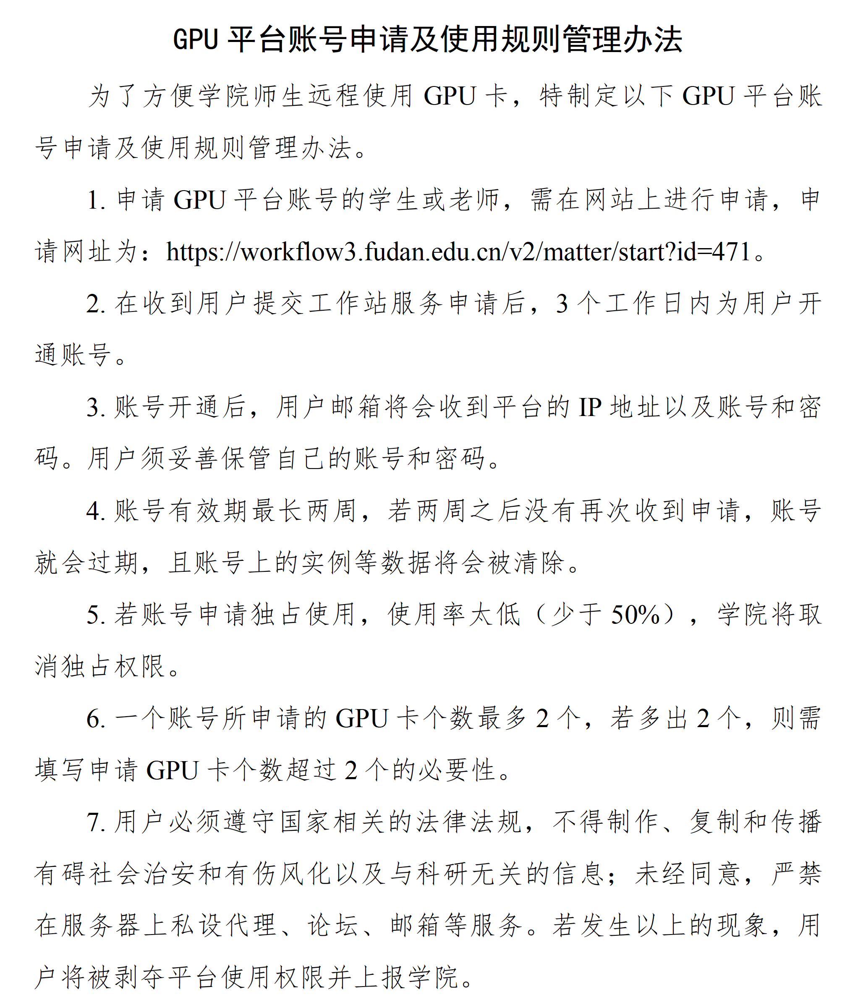 GPU 平台账号申请及使用规则管理办法
为了方便学院师生远程使用 GPU 卡，特制定以下 GPU 平台账
号申请及使用规则管理办法。
1. 申请 GPU 平台账号的学生或老师，需在网站上进行申请，申
请网址为：https://workflow3.fudan.edu.cn/v2/matter/start?id=471。
2. 在收到用户提交工作站服务申请后，3 个工作日内为用户开
通账号。
3. 账号开通后，用户邮箱将会收到平台的 IP 地址以及账号和密
码。用户须妥善保管自己的账号和密码。
4. 账号有效期最长两周，若两周之后没有再次收到申请，账号
就会过期，且账号上的实例等数据将会被清除。
5. 若账号申请独占使用，使用率太低（少于 50%），学院将取
消独占权限。
6. 一个账号所申请的 GPU 卡个数最多 2 个，若多出 2 个，则需
填写申请 GPU 卡个数超过 2 个的必要性。
7. 用户必须遵守国家相关的法律法规，不得制作、复制和传播
有碍社会治安和有伤风化以及与科研无关的信息；未经同意，严禁
在服务器上私设代理、论坛、邮箱等服务。若发生以上的现象，用
户将被剥夺平台使用权限并上报学院。